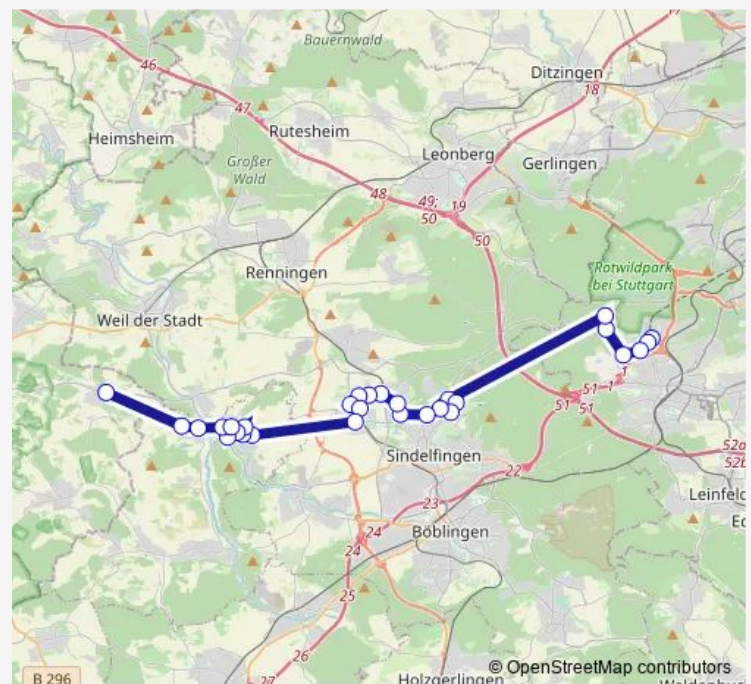 17
46
Bauernwald
Ditzingen
18
47
Rutesheim
Heimsheim
Leonberg
Gerlingen
Großer
Wald
48
49;
50
19
50
Rotwildpark
bei Stuttgart
Renningen
Weil der Stadt
1
51
1
51
51
52a
52b
Sindelfingen
22
Leinfeld
23
24
24
Böblingen
25
26
27
B 296
Holzgerlingen
© OpenStreetMap contributors